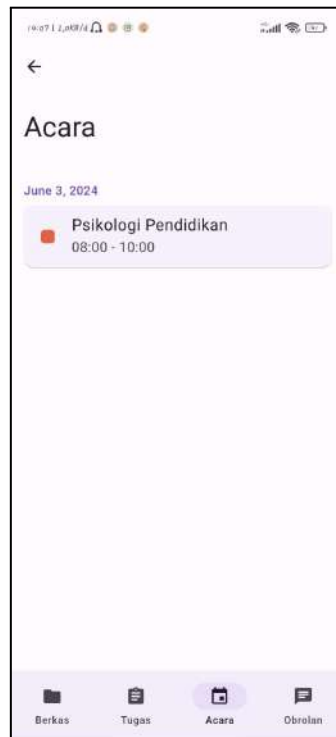 Acara
June 3, 2024
Psikologi Pendidikan
08:00 - 10:00
Berkas
Tugas
Acara
Obrolan